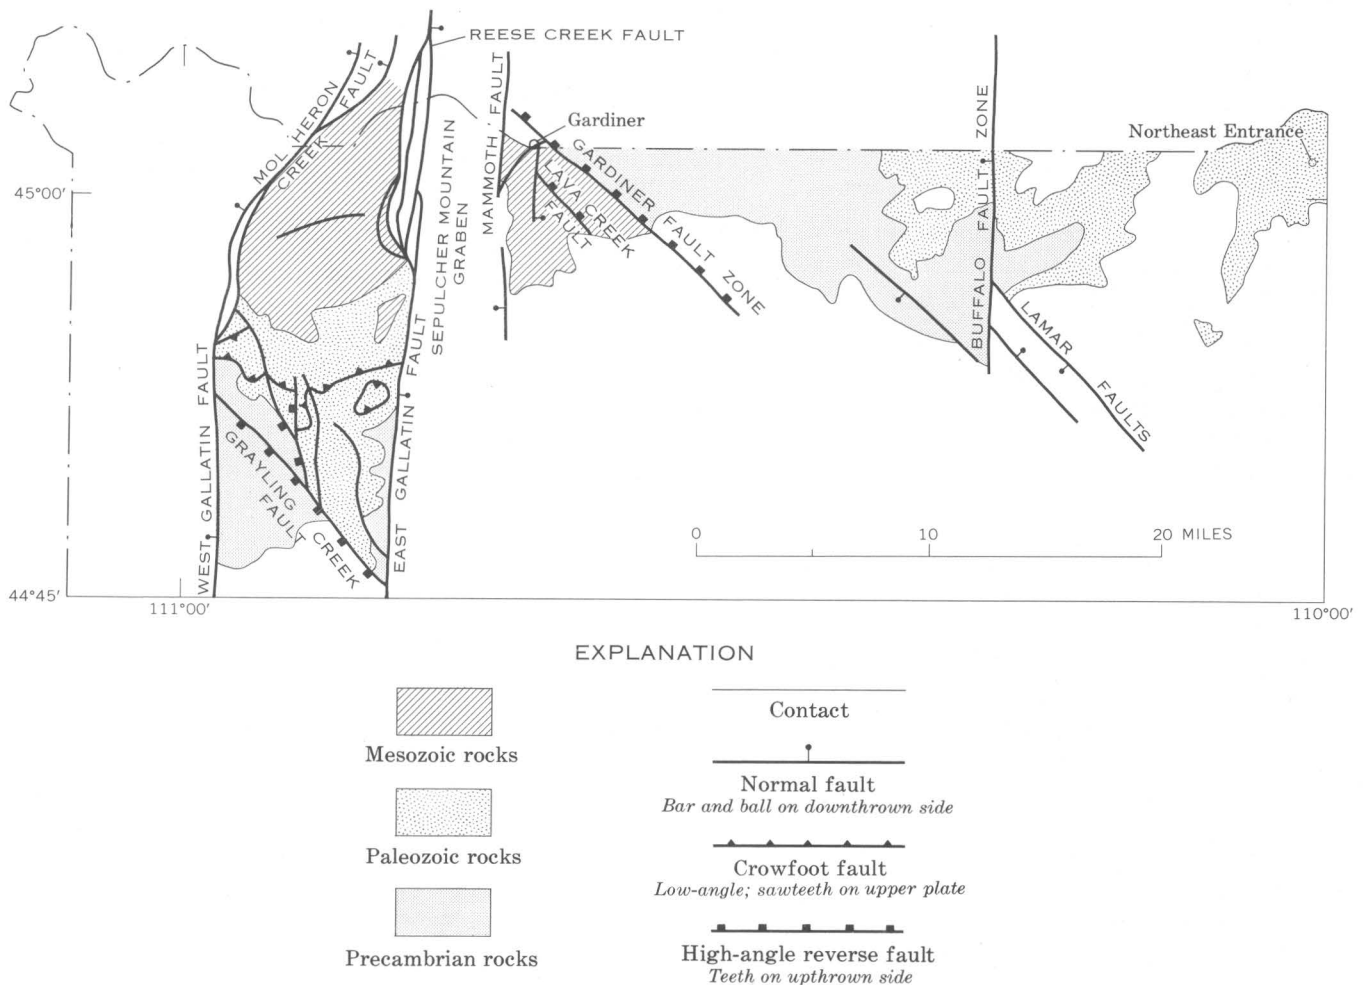 REESE CREEK FAULT
MOL HERON
CREEK FAULT
SEPULCHER MOUNTAIN
GRABEN
MAMMOTH FAULT
Gardiner
GARDINER FAULT ZONE
LAVA CREEK
FAULT
BUFFALO FAULT ZONE
Northeast Entrance
LAMAR FAULTS
45°00'
WEST GALLATIN FAULT
GRAYLING CREEK
FAULT
EAST GALLATIN FAULT
0 10 20 MILES
44°45'
111°00'
110°00'
EXPLANATION
Mesozoic rocks
Paleozoic rocks
Precambrian rocks
Contact
Normal fault
Bar and ball on downthrown side
Crowfoot fault
Low-angle; sawteeth on upper plate
High-angle reverse fault
Teeth on upthrown side